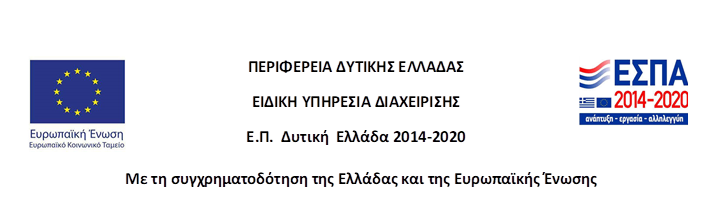 ΠΕΡΙΦΕΡΕΙΑ ΔΥΤΙΚΗΣ ΕΛΛΑΔΑΣ
ΕΙΔΙΚΗ ΥΠΗΡΕΣΙΑ ΔΙΑΧΕΙΡΙΣΗΣ
Ε.Π. Δυτική Ελλάδα 2014-2020
Ευρωπαϊκή Ένωση
Ευρωπαϊκό Κοινωνικό Ταμείο
ΕΣΠΑ
2014-2020
ανάπτυξη - εργασία - αλληλεγγύη
Με τη συγχρηματοδότηση της Ελλάδας και της Ευρωπαϊκής Ένωσης